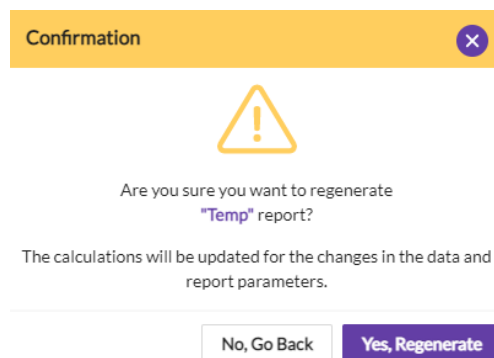 Confirmation
Are you sure you want to regenerate
"Temp" report?
The calculations will be updated for the changes in the data and
report parameters.
No, Go Back
Yes, Regenerate